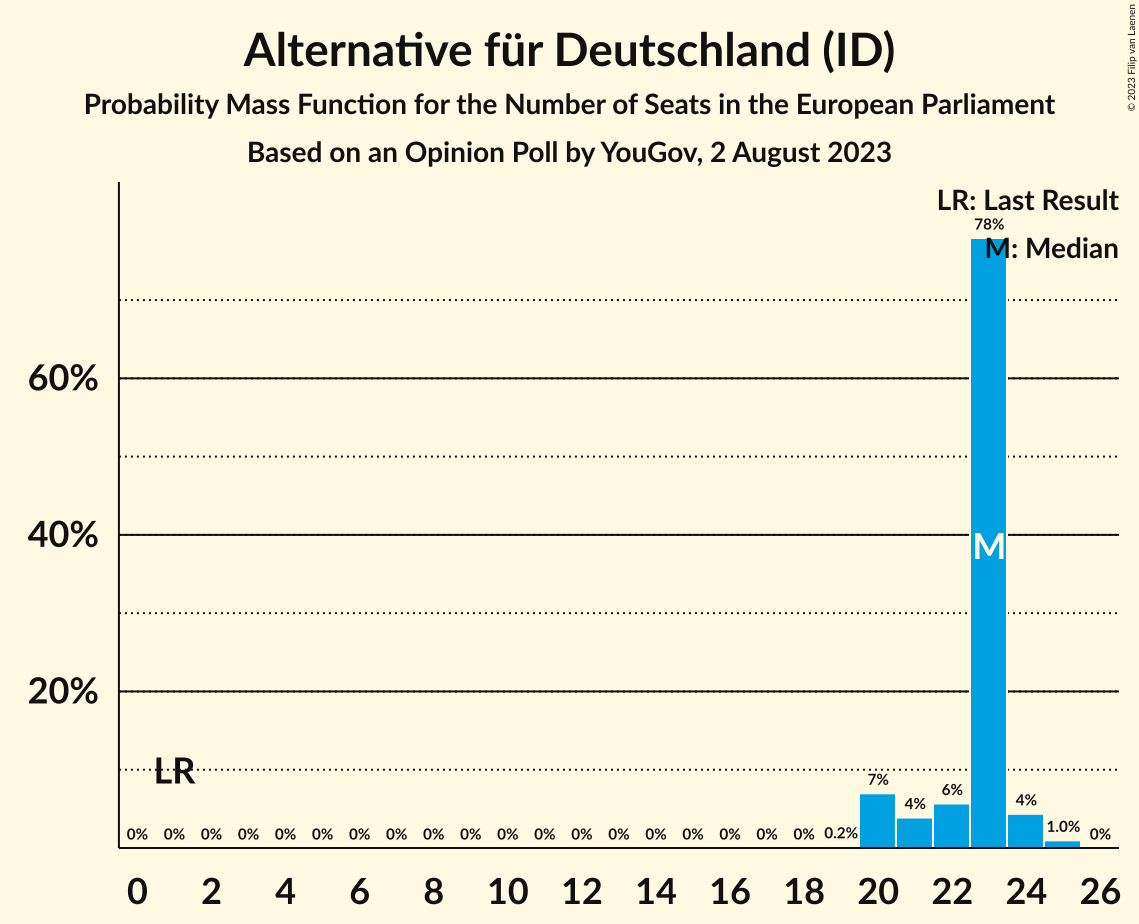 Alternative für Deutschland (ID)
Probability Mass Function for the Number of Seats in the European Parliament
Based on an Opinion Poll by YouGov, 2 August 2023
© 2023 Filip van Laenen
LR: Last Result
78%
M: Median
60%
40%
M
20%
LR
7%
4%
6%
4%
0% 0% 0% 0% 0% 0% 0% 0% 0% 0% 0% 0% 0% 0% 0% 0% 0% 0% 0% 0.2% 1.0% 0%
0 2 4 6 8 10 12 14 16 18 20 22 24 26